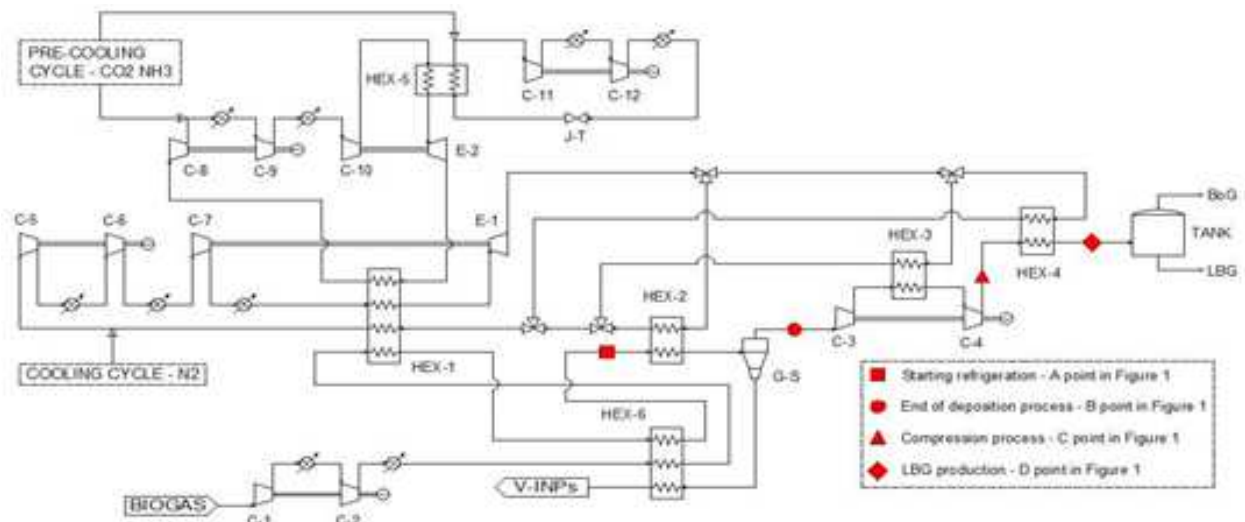 PRE-COOLING
CYCLE - CO2 NH3
HEX-5
C-11
C-12
J-T
C-8
C-9
C-10
E-2
C-5
C-6
C-7
E-1
BoG
TANK
LBG
HEX-3
HEX-4
HEX-2
C-3
C-4
G-S
HEX-1
COOLING CYCLE - N2
HEX-6
Starting refrigeration - A point in Figure 1
End of deposition process - B point in Figure 1
Compression process - C point in Figure 1
LBG production - D point in Figure 1
V-INPs
BIOGAS
C-1
C-2